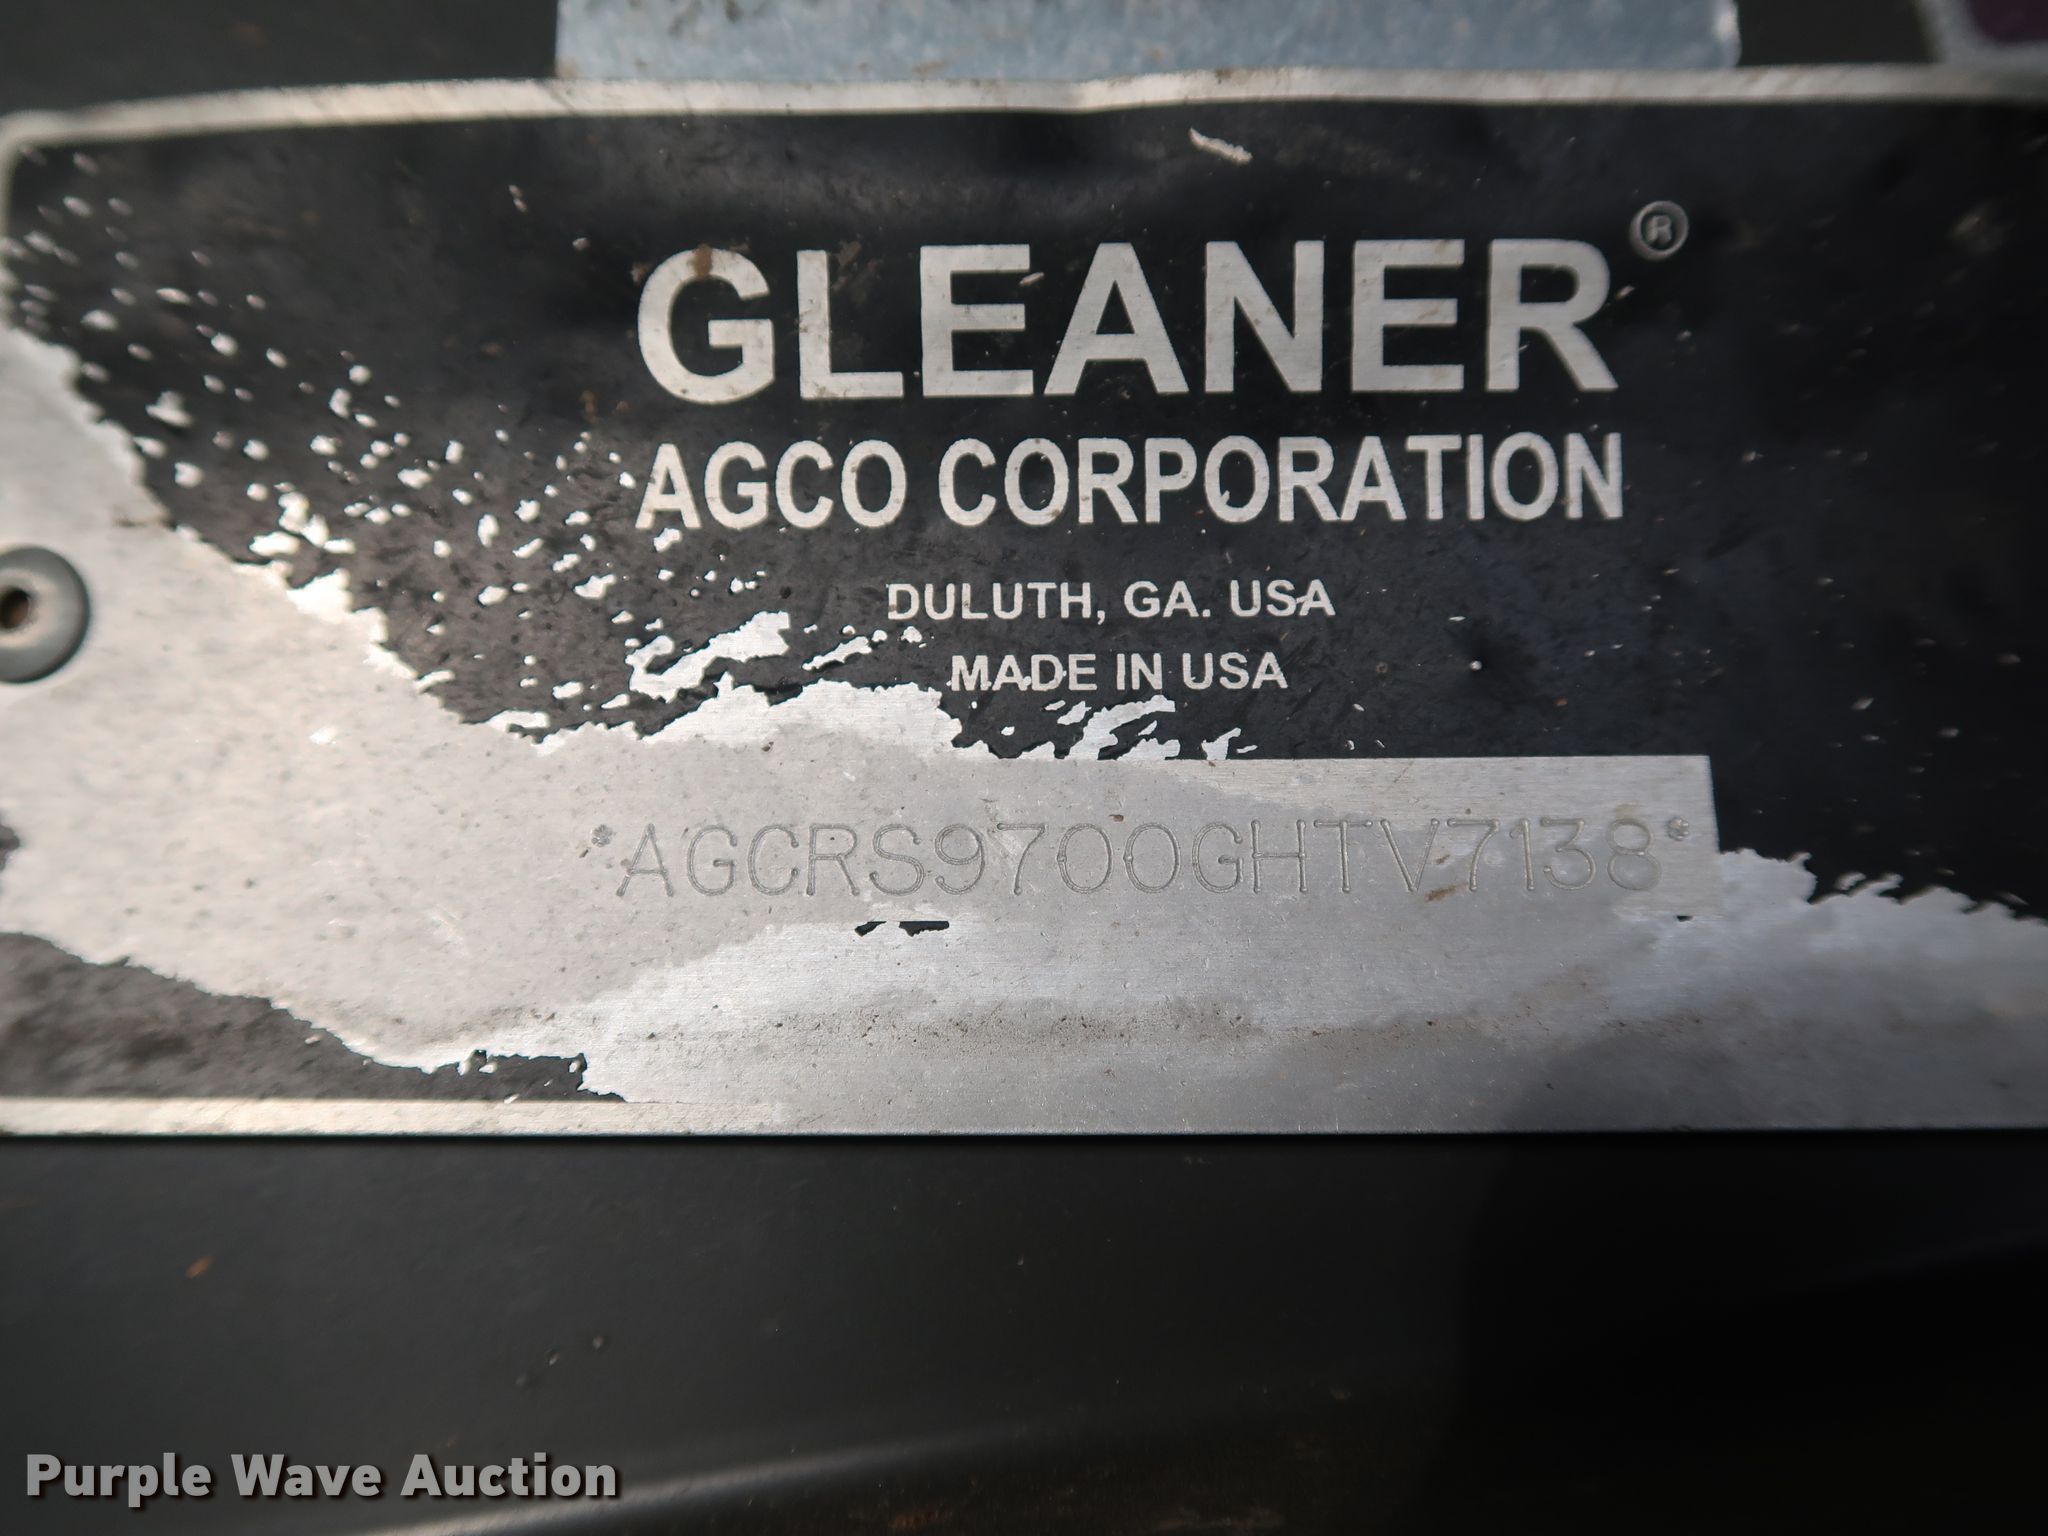 GLEANER®
AGCO CORPORATION
DULUTH, GA. USA
MADE IN USA
*AGCRS9700GHTV7138*
Purple Wave Auction